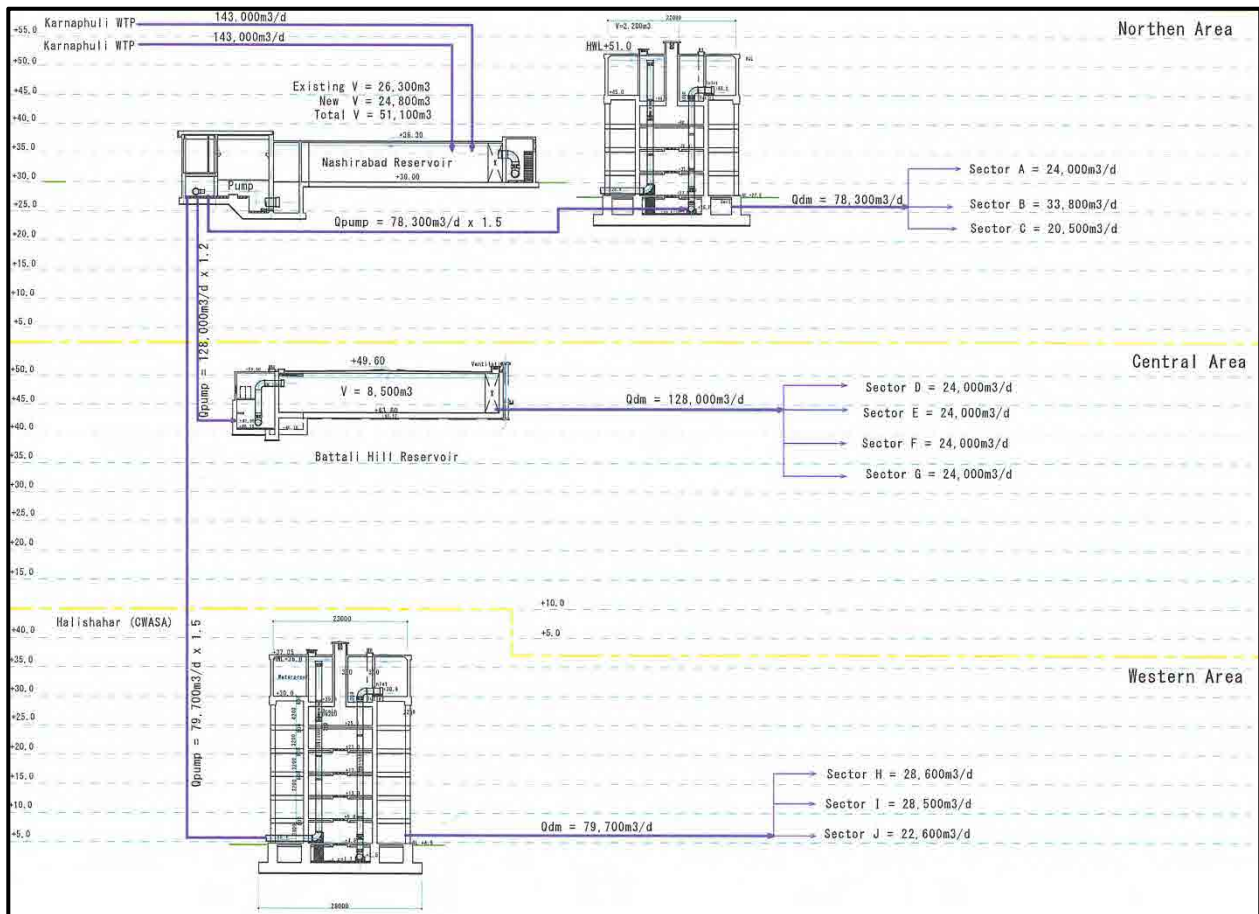 Karnaphuli WTP
143,000m3/d
Karnaphuli WTP
143,000m3/d
Northen Area
22000
V=2,200m3
HWL+51.0
Existing V = 26,300m3
New V = 24,800m3
Total V = 51,100m3
Nashirabad Reservoir
+30.00
Pump
Qpump = 78,300m3/d x 1.5
Qdm = 78,300m3/d
Sector A = 24,000m3/d
Sector B = 33,800m3/d
Sector C = 20,500m3/d
+55.0
+50.0
+45.0
+40.0
+35.0
+30.0
+25.0
+20.0
+15.0
+10.0
+5.0
Qpump = 128,000m3/d x 1.2
Central Area
+49.60
V = 8,500m3
Battali Hill Reservoir
Qdm = 128,000m3/d
Sector D = 24,000m3/d
Sector E = 24,000m3/d
Sector F = 24,000m3/d
Sector G = 24,000m3/d
+50.0
+45.0
+40.0
+35.0
+30.0
+25.0
+20.0
+15.0
+10.0
+5.0
Halishahar (CWASA)
Qpump = 79,700m3/d x 1.5
Western Area
23000
+37.05
Waterproof
+30.0
Qdm = 79,700m3/d
Sector H = 28,600m3/d
Sector I = 28,500m3/d
Sector J = 22,600m3/d
+40.0
+35.0
+30.0
+25.0
+20.0
+15.0
+10.0
+5.0